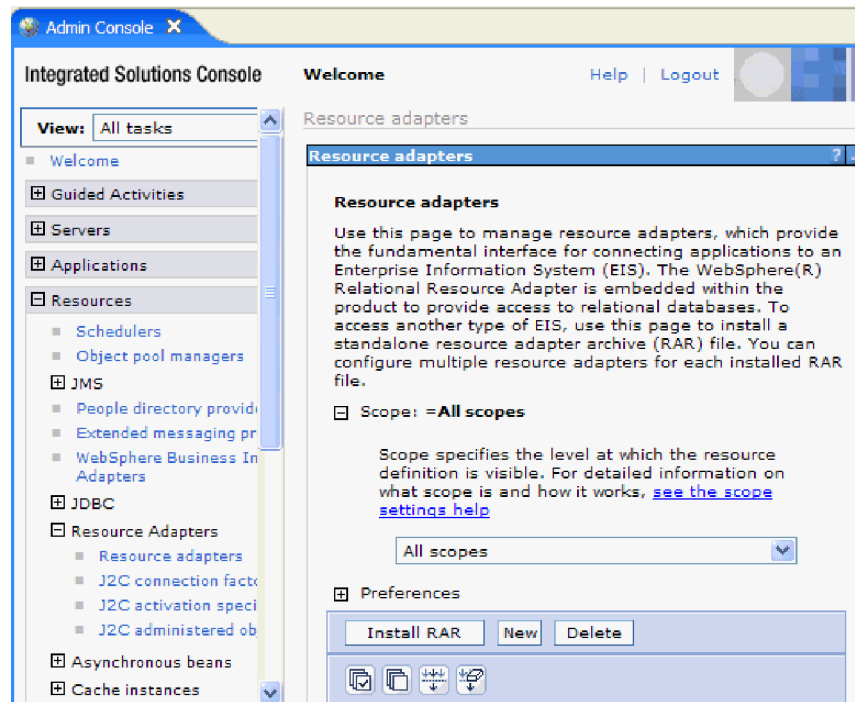 Admin Console
Integrated Solutions Console
Welcome
Help | Logout
View: All tasks
Welcome
Guided Activities
Servers
Applications
Resources
Schedulers
Object pool managers
JMS
People directory
Extended messaging
WebSphere Business
Adapters
JDBC
Resource Adapters
Resource adapters
J2C connection
J2C activation
J2C administered
Asynchronous beans
Cache instances
Resource adapters
Resource adapters ?
Resource adapters
Use this page to manage resource adapters, which provide
the fundamental interface for connecting applications to an
Enterprise Information System (EIS). The WebSphere(R)
Relational Resource Adapter is embedded within the
product to provide access to relational databases. To
access another type of EIS, use this page to install a
standalone resource adapter archive (RAR) file. You can
configure multiple resource adapters for each installed RAR
file.
Scope: =All scopes
Scope specifies the level at which the resource
definition is visible. For detailed information on
what scope is and how it works, see the scope
settings help
All scopes
Preferences
Install RAR New Delete